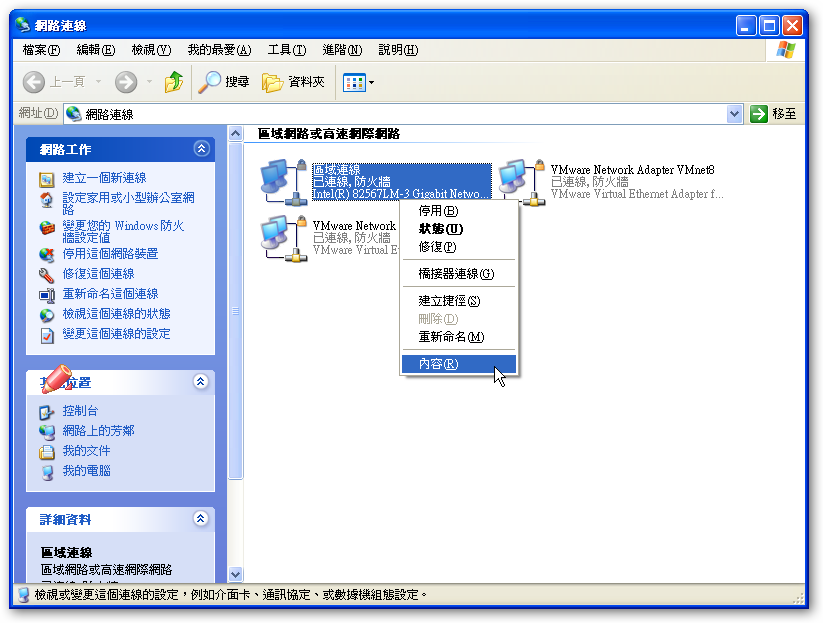 網路連線
檔案(F) 編輯(E) 檢視(V) 我的最愛(A) 工具(T) 進階(N) 說明(H)
上一頁 搜尋 資料夾
網址(D) 網路連線 移至
網路工作
建立一個新連線
設定家用或小型辦公室網
路
變更您的 Windows 防火
牆設定值
停用這個網路裝置
修復這個連線
重新命名這個連線
檢視這個連線的狀態
變更這個連線的設定
其他位置
控制台
網路上的芳鄰
我的文件
我的電腦
詳細資料
區域連線
區域網路或高速網際網路
已連線, 防火牆
區域網路或高速網際網路
區域連線
已連線, 防火牆
Intel(R) 82567LM-3 Gigabit Netwo...
VMware Network Adapter VMnet8
已連線, 防火牆
VMware Virtual Ethernet Adapter f...
VMware Network
已連線, 防火牆
VMware Virtual E
停用(B)
狀態(U)
修復(P)
橋接器連線(G)
建立捷徑(S)
刪除(D)
重新命名(M)
內容(R)
檢視或變更這個連線的設定，例如介面卡、通訊協定、或數據機組態設定。